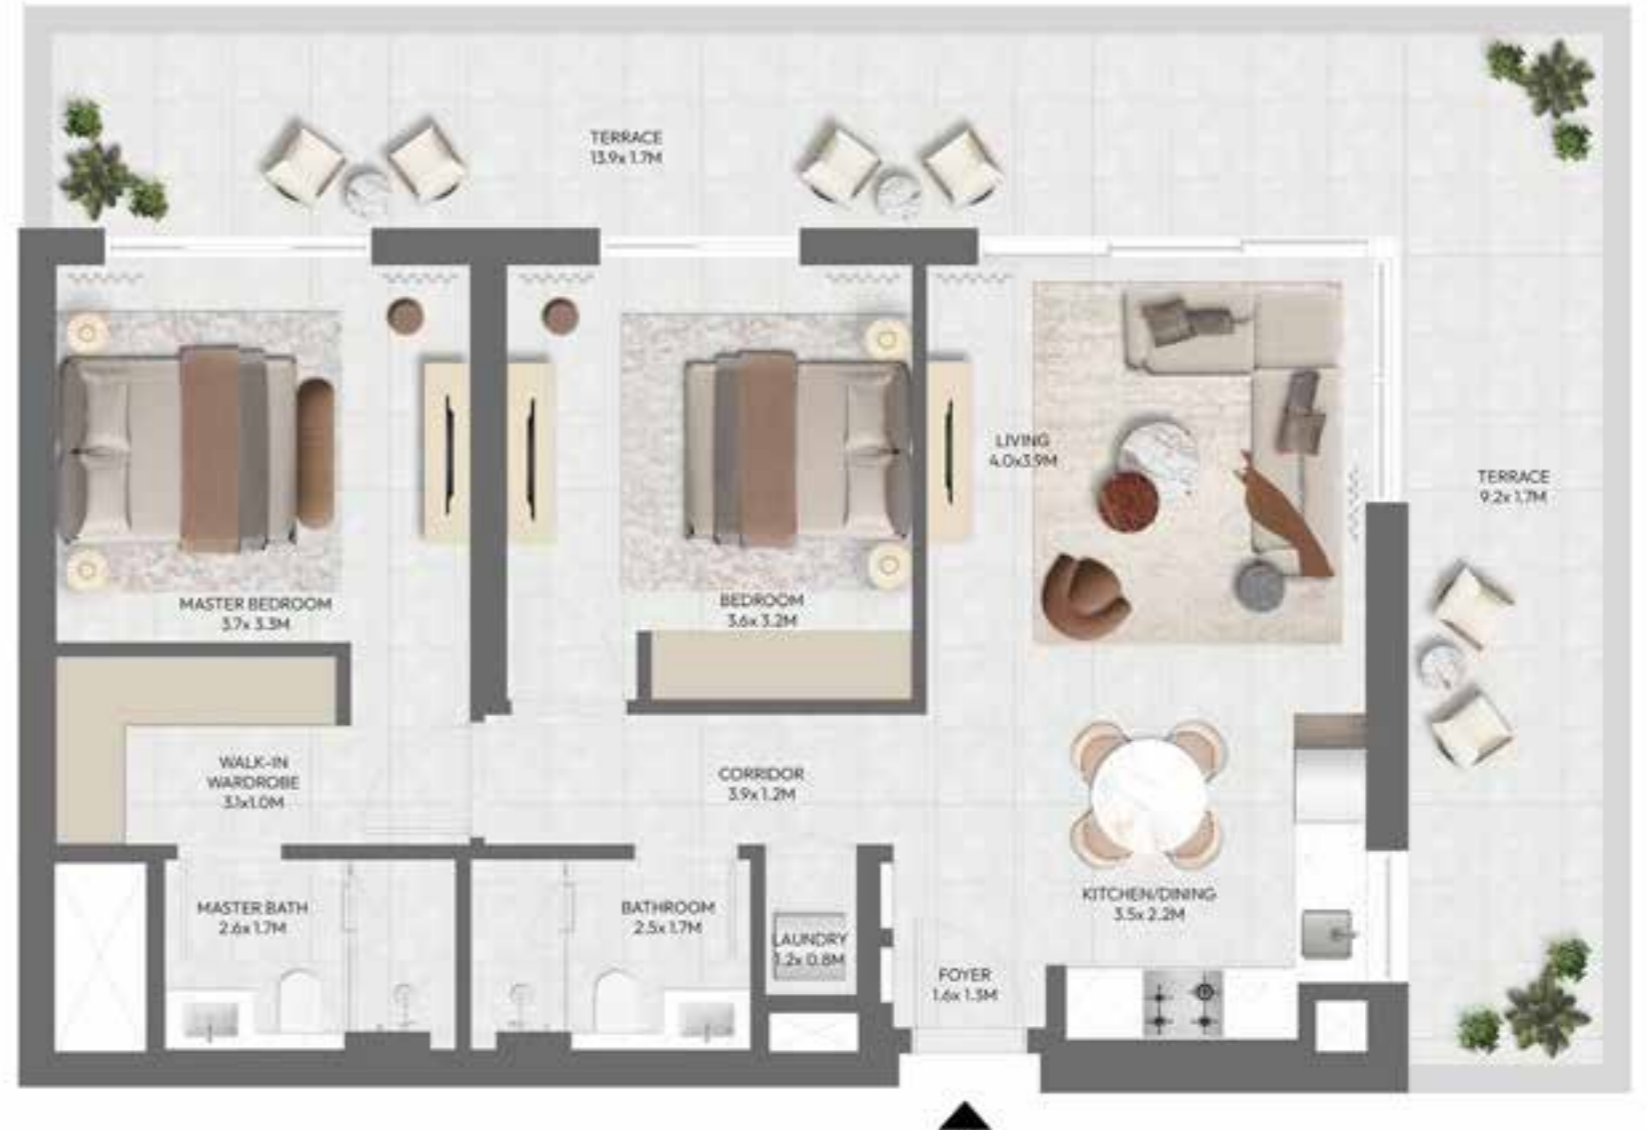 TERRACE
13.9x 1.7M
LIVING
4.0x3.9M
TERRACE
9.2x 1.7M
MASTER BEDROOM
3.7x 3.3M
BEDROOM
3.6x 3.2M
WALK-IN
WARDROBE
3.1x1.0M
CORRIDOR
3.9x 1.2M
KITCHEN/DINING
3.5x 2.2M
MASTER BATH
2.6x 1.7M
BATHROOM
2.5x 1.7M
LAUNDRY
1.2x 0.8M
FOYER
1.6x 1.3M